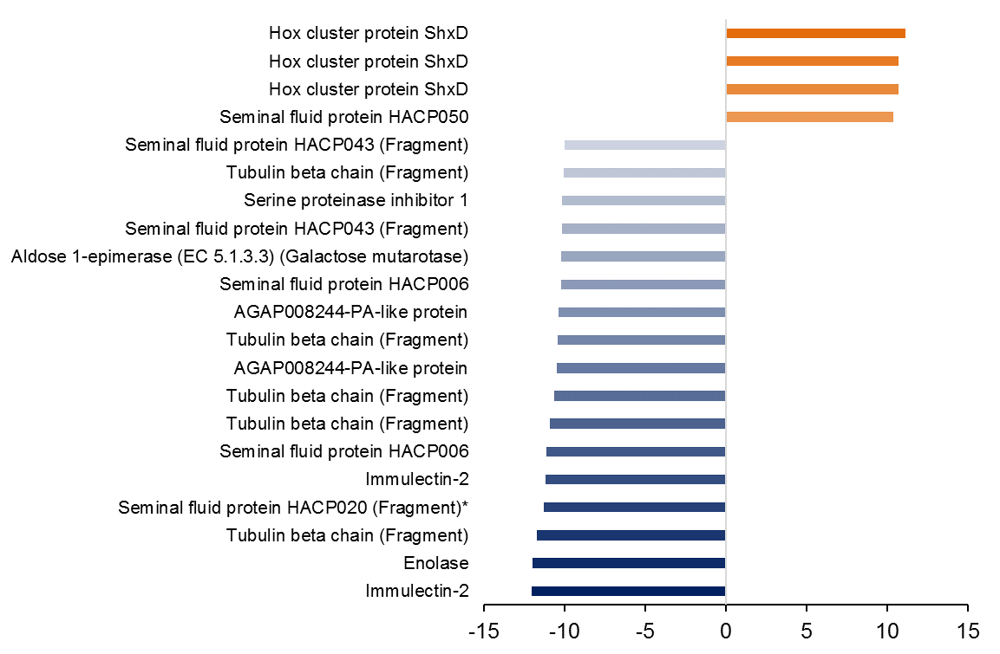 Hox cluster protein ShxD
Hox cluster protein ShxD
Hox cluster protein ShxD
Seminal fluid protein HACP050
Seminal fluid protein HACP043 (Fragment)
Tubulin beta chain (Fragment)
Serine proteinase inhibitor 1
Seminal fluid protein HACP043 (Fragment)
Aldose 1-epimerase (EC 5.1.3.3) (Galactose mutarotase)
Seminal fluid protein HACP006
AGAP008244-PA-like protein
Tubulin beta chain (Fragment)
AGAP008244-PA-like protein
Tubulin beta chain (Fragment)
Tubulin beta chain (Fragment)
Seminal fluid protein HACP006
Immulectin-2
Seminal fluid protein HACP020 (Fragment)*
Tubulin beta chain (Fragment)
Enolase
Immulectin-2
-15 -10 -5 0 5 10 15